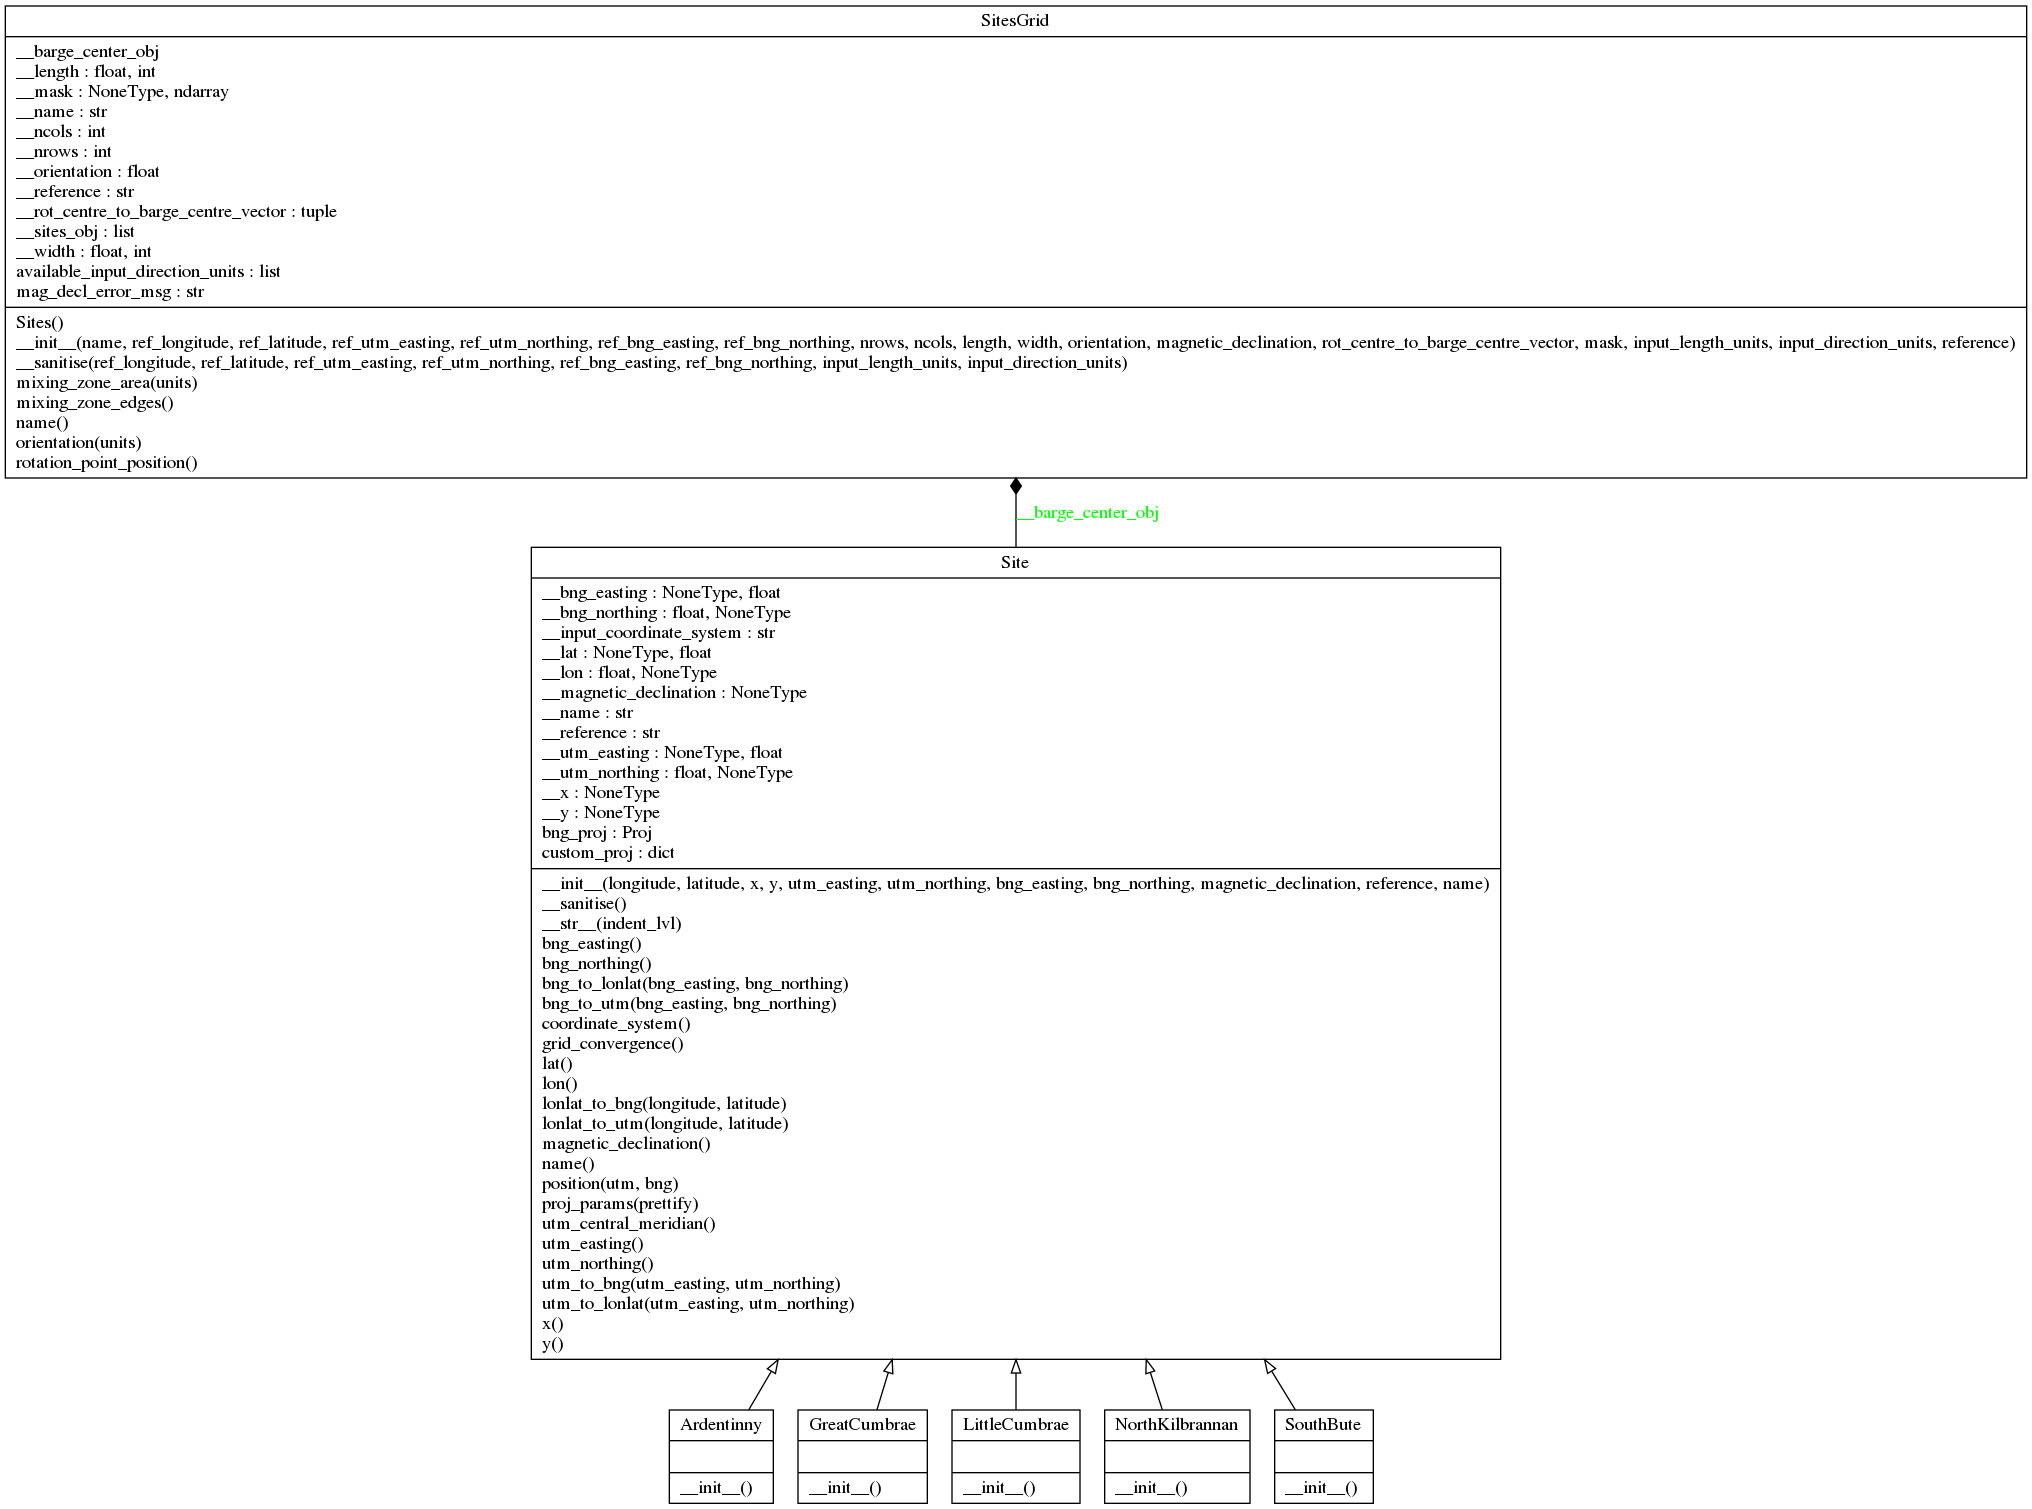 SitesGrid
__barge_center_obj
__length : float, int
__mask : NoneType, ndarray
__name : str
__ncols : int
__nrows : int
__orientation : float
__reference : str
__rot_centre_to_barge_centre_vector : tuple
__sites_obj : list
__width : float, int
available_input_direction_units : list
mag_decl_error_msg : str
Sites()
__init__(name, ref_longitude, ref_latitude, ref_utm_easting, ref_utm_northing, ref_bng_easting, ref_bng_northing, nrows, ncols, length, width, orientation, magnetic_declination, rot_centre_to_barge_centre_vector, mask, input_length_units, input_direction_units, reference)
__sanitise(ref_longitude, ref_latitude, ref_utm_easting, ref_utm_northing, ref_bng_easting, ref_bng_northing, input_length_units, input_direction_units)
mixing_zone_area(units)
mixing_zone_edges()
name()
orientation(units)
rotation_point_position()
__barge_center_obj
Site
__bng_easting : NoneType, float
__bng_northing : float, NoneType
__input_coordinate_system : str
__lat : NoneType, float
__lon : float, NoneType
__magnetic_declination : NoneType
__name : str
__reference : str
__utm_easting : NoneType, float
__utm_northing : float, NoneType
__x : NoneType
__y : NoneType
bng_proj : Proj
custom_proj : dict
__init__(longitude, latitude, x, y, utm_easting, utm_northing, bng_easting, bng_northing, magnetic_declination, reference, name)
__sanitise()
__str__(indent_lvl)
bng_easting()
bng_northing()
bng_to_lonlat(bng_easting, bng_northing)
bng_to_utm(bng_easting, bng_northing)
coordinate_system()
grid_convergence()
lat()
lon()
lonlat_to_bng(longitude, latitude)
lonlat_to_utm(longitude, latitude)
magnetic_declination()
name()
position(utm, bng)
proj_params(prettify)
utm_central_meridian()
utm_easting()
utm_northing()
utm_to_bng(utm_easting, utm_northing)
utm_to_lonlat(utm_easting, utm_northing)
x()
y()
Ardentinny
__init__()
GreatCumbrae
__init__()
LittleCumbrae
__init__()
NorthKilbrannan
__init__()
SouthBute
__init__()